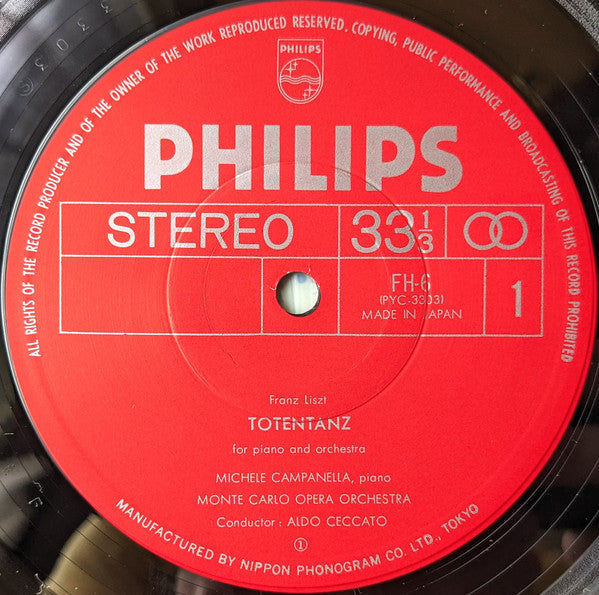 ALL RIGHTS OF THE RECORD PRODUCER AND OF THE OWNER OF THE WORK REPRODUCED RESERVED. COPYING, PUBLIC PERFORMANCE AND BROADCASTING OF THIS RECORD PROHIBITED
PHILIPS
PHILIPS
STEREO 33 1/3
FH-6
(PYC-3303)
MADE IN JAPAN
1
Franz Liszt
TOTENTANZ
for piano and orchestra
MICHELE CAMPANELLA, piano
MONTE CARLO OPERA ORCHESTRA
Conductor : ALDO CECCATO
①
MANUFACTURED BY NIPPON PHONOGRAM CO. LTD., TOKYO